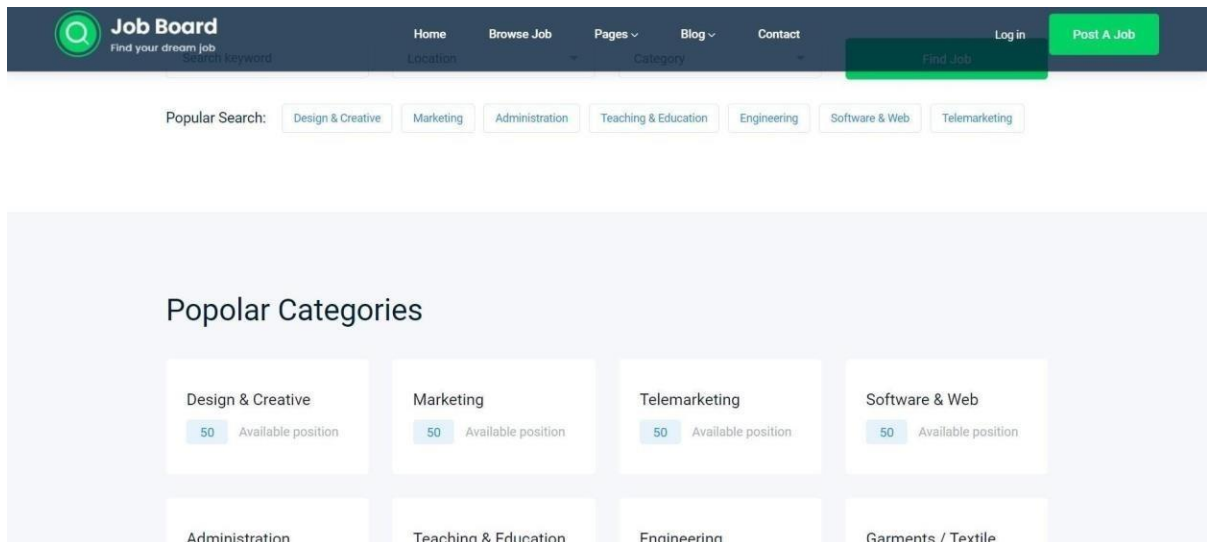 Job Board
Find your dream job
Home Browse Job Pages Blog Contact Log in Post A Job
Search keyword Location Category Find Job
Popular Search: Design & Creative Marketing Administration Teaching & Education Engineering Software & Web Telemarketing
Popolar Categories
Design & Creative Marketing Telemarketing Software & Web
50 Available position 50 Available position 50 Available position 50 Available position
Administration Teaching & Education Engineering Garments / Textile